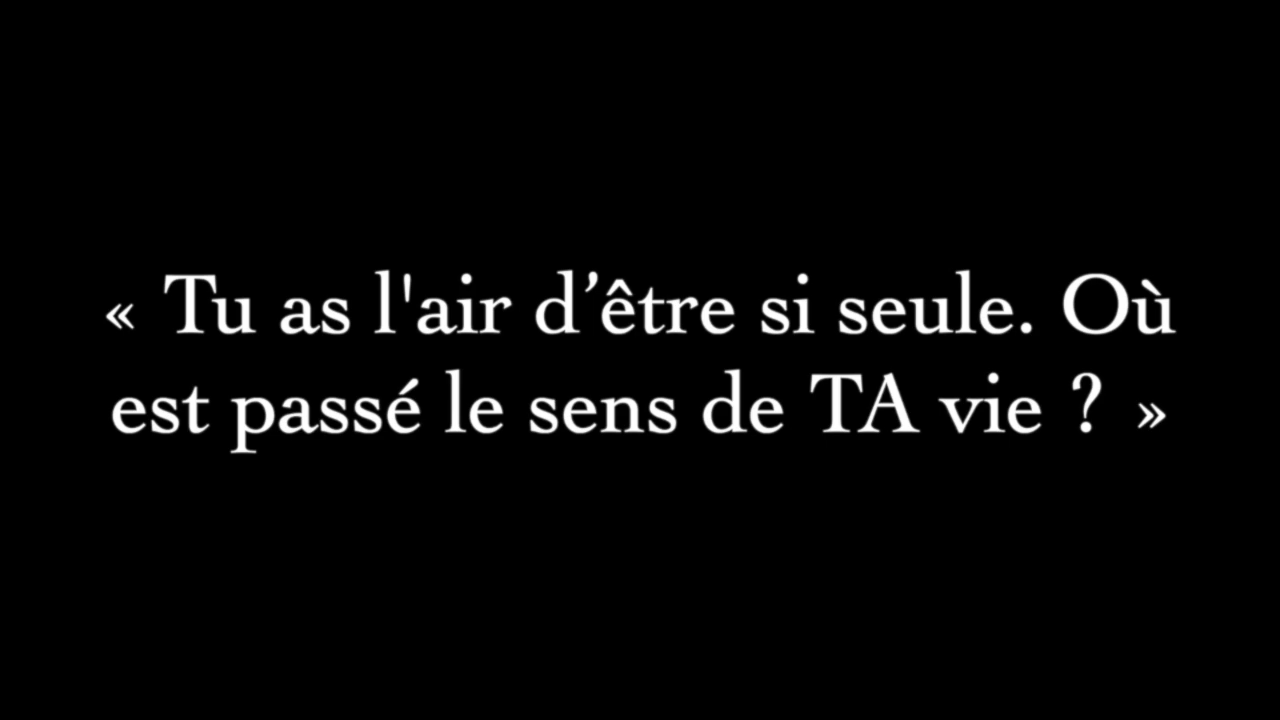 « Tu as l'air d’être si seule. Où
est passé le sens de TA vie ? »